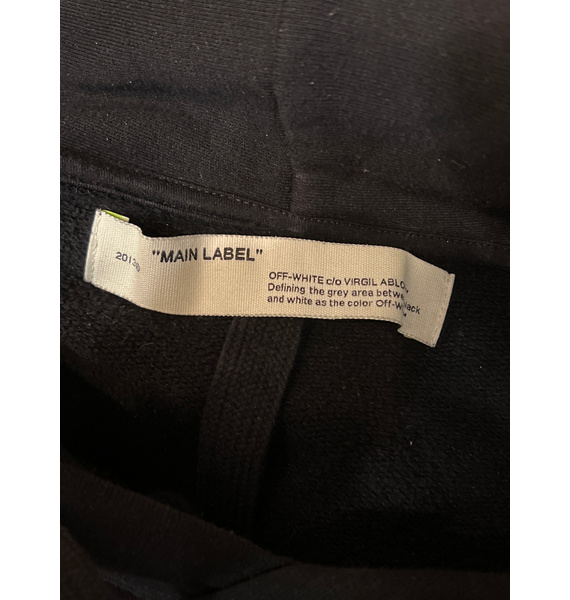 "MAIN LABEL"
OFF-WHITE c/o VIRGIL
Defining the grey area
and white as the color